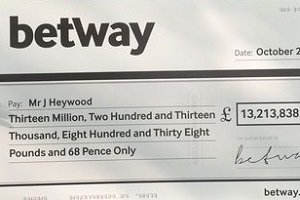 betway
Date: October 2
Pay: Mr J Heywood
Thirteen Million, Two Hundred and Thirteen
£ 13,213,838
Thousand, Eight Hundred and Thirty Eight
Pounds and 68 Pence Only
betway.